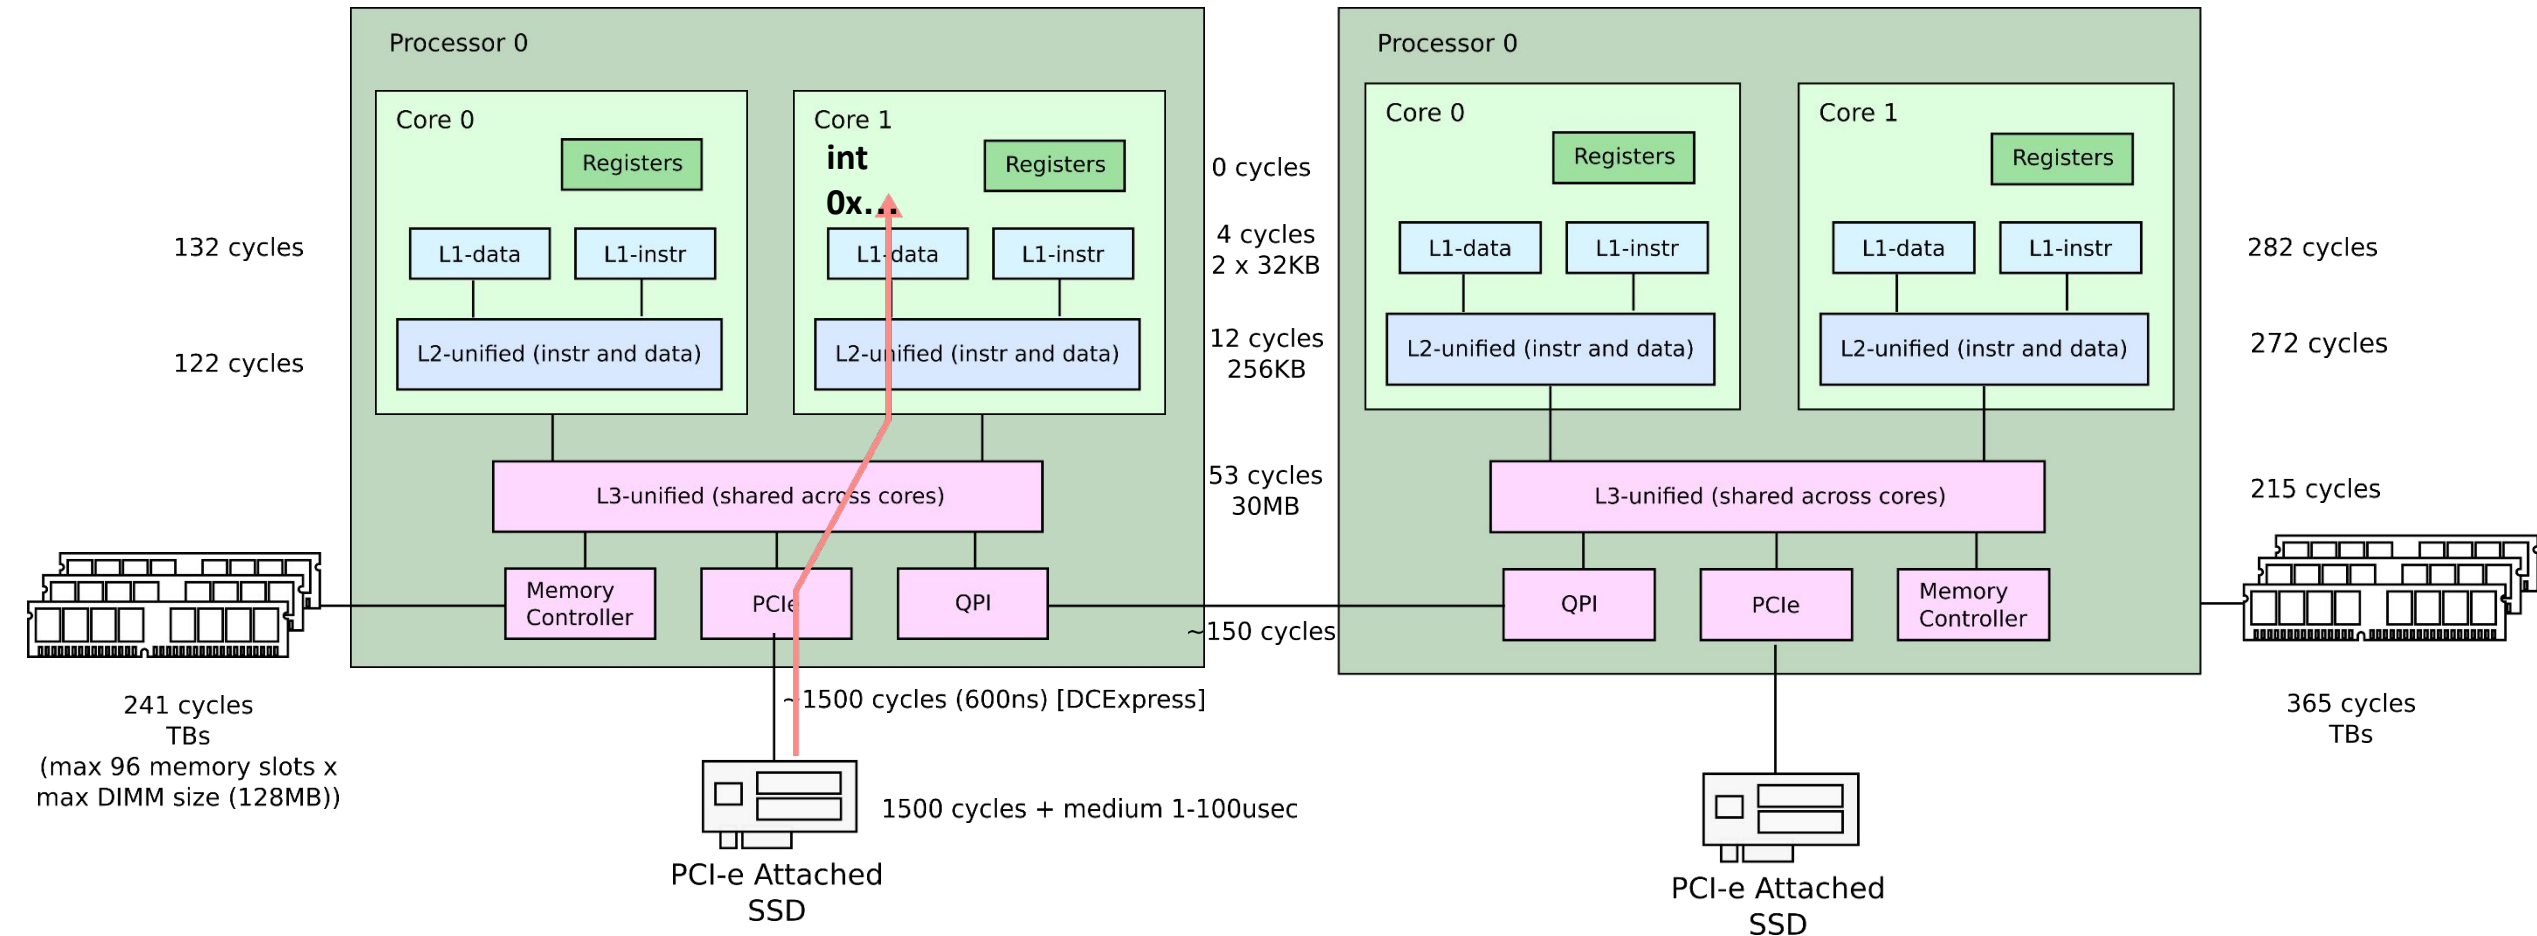 Processor 0
Processor 0
Core 0
Core 1
Core 0
Core 1
int
0x...
Registers
Registers
0 cycles
Registers
Registers
132 cycles
L1-data
L1-instr
L1-data
L1-instr
4 cycles
2 x 32KB
L1-data
L1-instr
L1-data
L1-instr
282 cycles
122 cycles
L2-unified (instr and data)
L2-unified (instr and data)
12 cycles
256KB
L2-unified (instr and data)
L2-unified (instr and data)
272 cycles
L3-unified (shared across cores)
53 cycles
30MB
L3-unified (shared across cores)
215 cycles
Memory
Controller
PCIe
QPI
~150 cycles
QPI
PCIe
Memory
Controller
241 cycles
TBs
(max 96 memory slots x
max DIMM size (128MB))
~1500 cycles (600ns) [DCExpress]
365 cycles
TBs
1500 cycles + medium 1-100usec
PCI-e Attached
SSD
PCI-e Attached
SSD